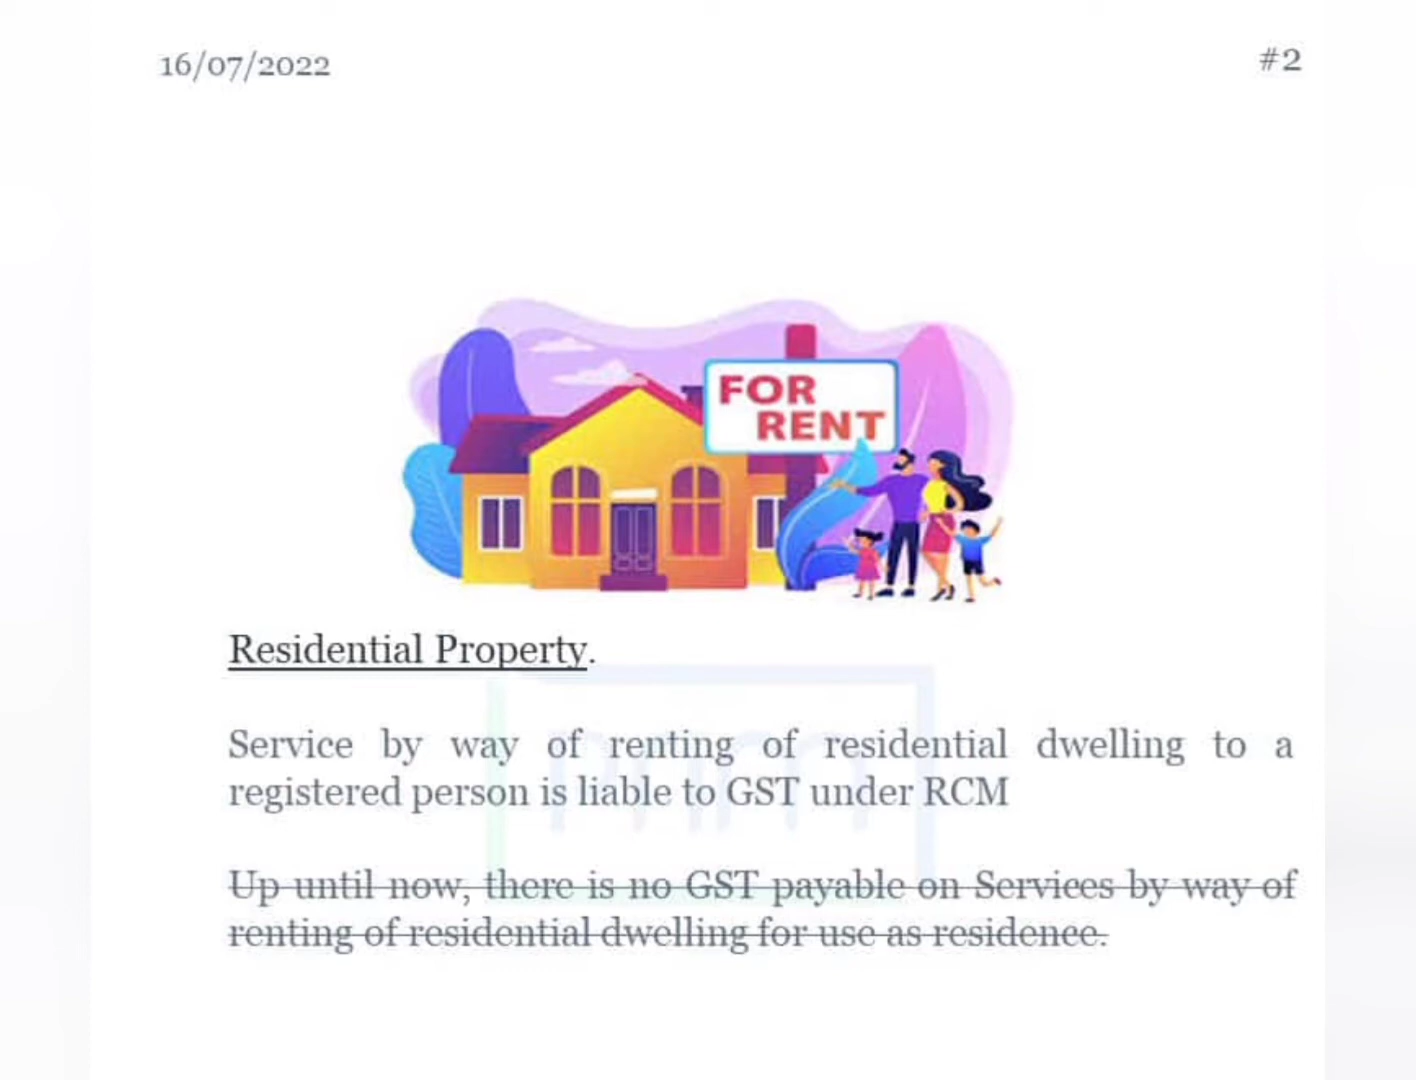 16/07/2022
#2
FOR
RENT
Residential Property.
Service by way of renting of residential dwelling to a
registered person is liable to GST under RCM
Up until now, there is no GST payable on Services by way of
renting of residential dwelling for use as residence.